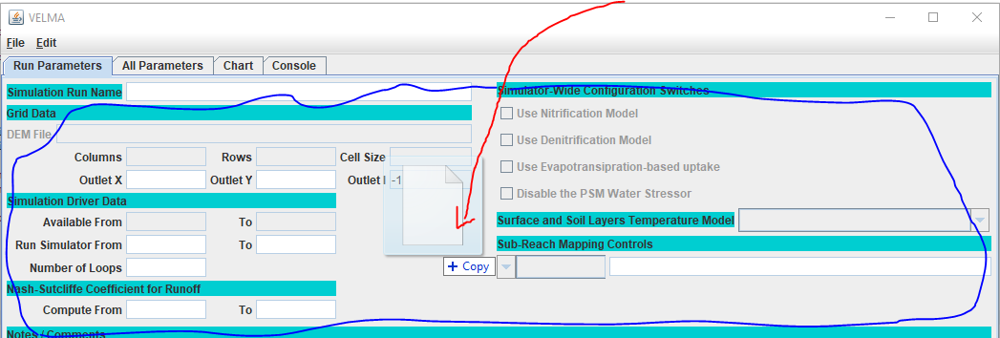 VELMA
File Edit
Run Parameters All Parameters Chart Console
Simulation Run Name
Grid Data
DEM File
Columns Rows Cell Size
Outlet X Outlet Y Outlet I -1
Simulation Driver Data
Available From To
Run Simulator From To
Number of Loops
Nash-Sutcliffe Coefficient for Runoff
Compute From To
Notes / Comments
Simulator-Wide Configuration Switches
Use Nitrification Model
Use Denitrification Model
Use Evapotransipration-based uptake
Disable the PSM Water Stressor
Surface and Soil Layers Temperature Model
Sub-Reach Mapping Controls
+ Copy